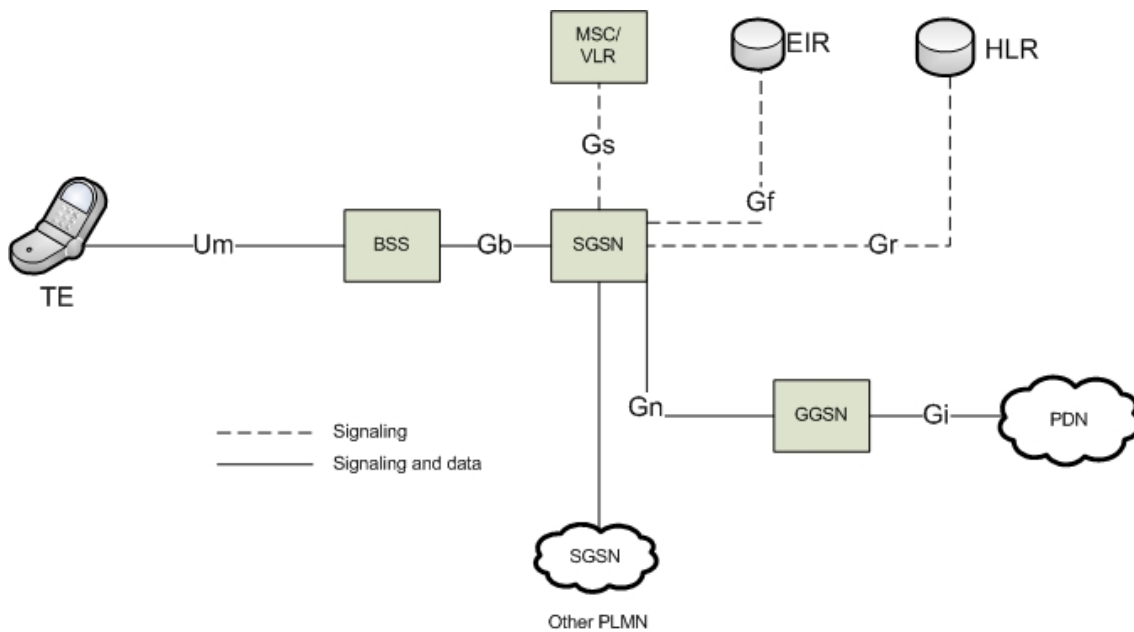 MSC/
VLR
EIR
HLR
Gs
Gf
Um
BSS
Gb
SGSN
Gr
TE
Gn
GGSN
Gi
PDN
Signaling
Signaling and data
SGSN
Other PLMN